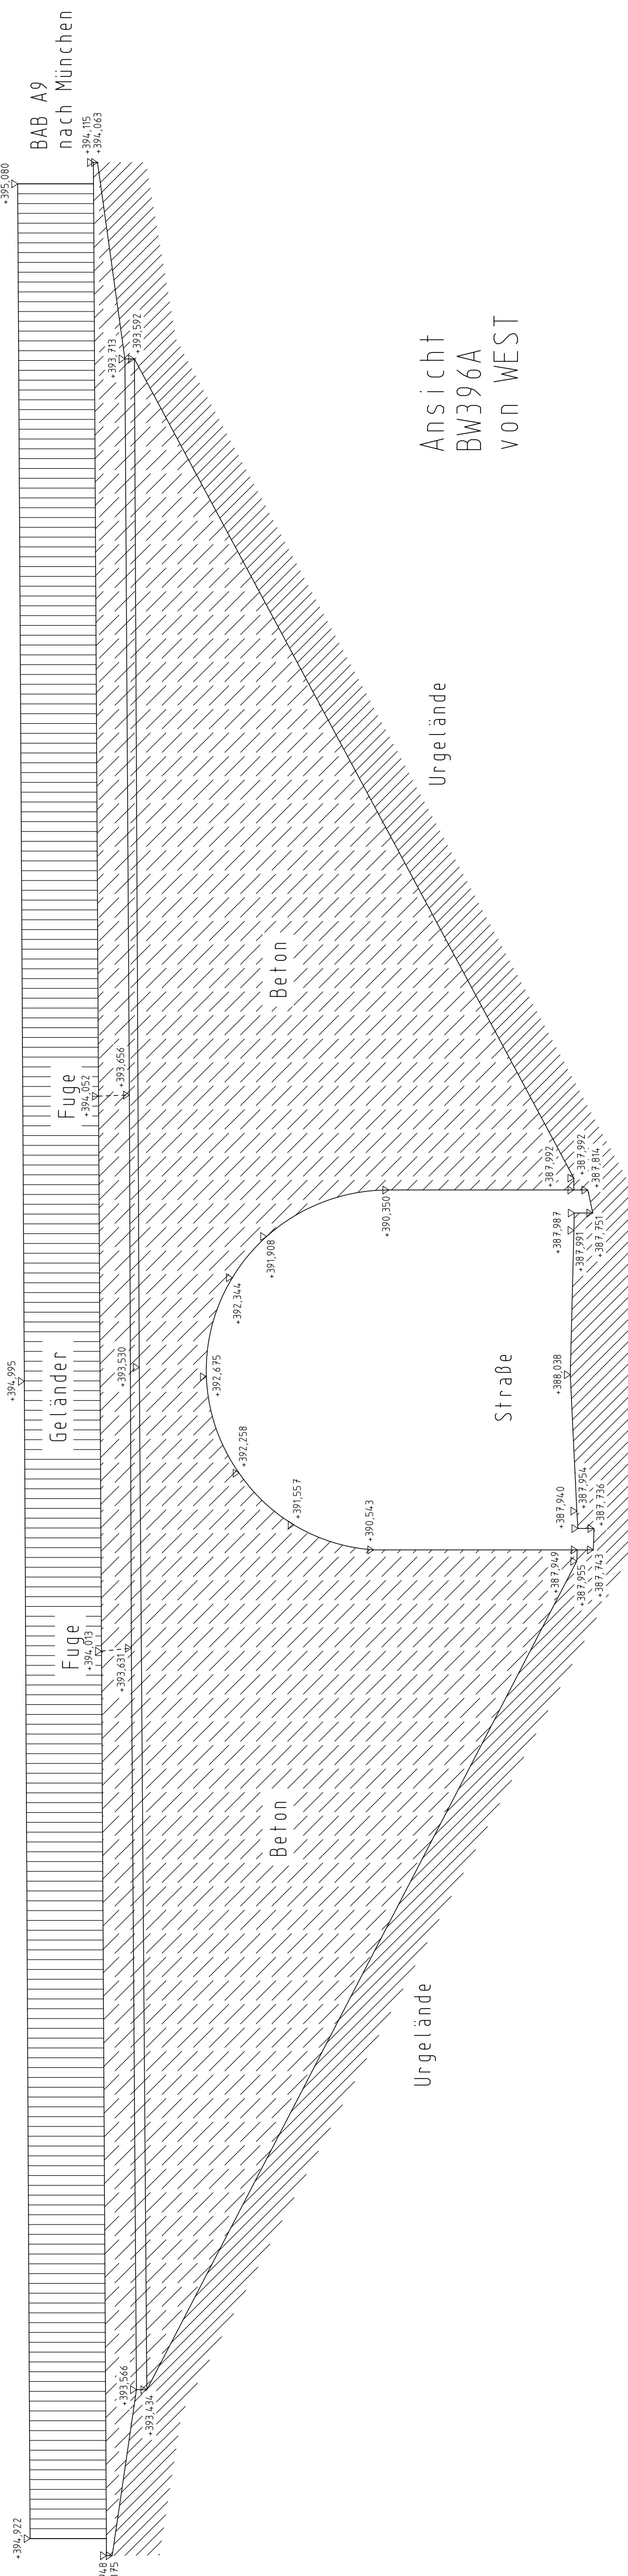 BAB A9
nach München
+395,080
+394,115
+394,063
+393,713
+393,592
Ansicht
BW396A
von WEST
Urgelände
Beton
Fuge
+394,052
+393,656
+387,992
+387,992
+387,814
+390,350
+387,987
+387,991
+387,751
+391,908
+392,344
+394,995
Geländer
+393,530
+392,675
Straße
+388,038
+392,258
+391,557
+390,543
+387,940
+387,954
+387,736
+387,949
+387,955
+387,743
Fuge
+394,013
+393,631
Beton
Urgelände
+393,566
+393,434
+394,922